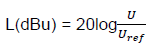 L(dBu) = 20log U/U_ref